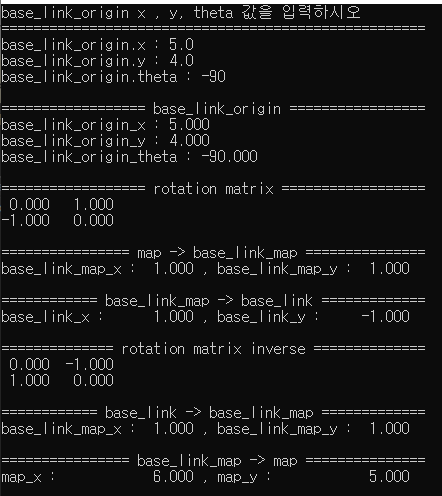 base_link_origin x , y, theta 값을 입력하시오
=====================================================
base_link_origin.x : 5.0
base_link_origin.y : 4.0
base_link_origin.theta : -90
================= base_link_origin =================
base_link_origin_x : 5.000
base_link_origin_y : 4.000
base_link_origin_theta : -90.000
================== rotation matrix ==================
0.000 1.000
-1.000 0.000
=============== map -> base_link_map ===============
base_link_map_x : 1.000 , base_link_map_y : 1.000
============ base_link_map -> base_link =============
base_link_x : 1.000 , base_link_y : -1.000
=============== rotation matrix inverse ==============
0.000 -1.000
1.000 0.000
============ base_link -> base_link_map =============
base_link_map_x : 1.000 , base_link_map_y : 1.000
================ base_link_map -> map ===============
map_x : 6.000 , map_y : 5.000